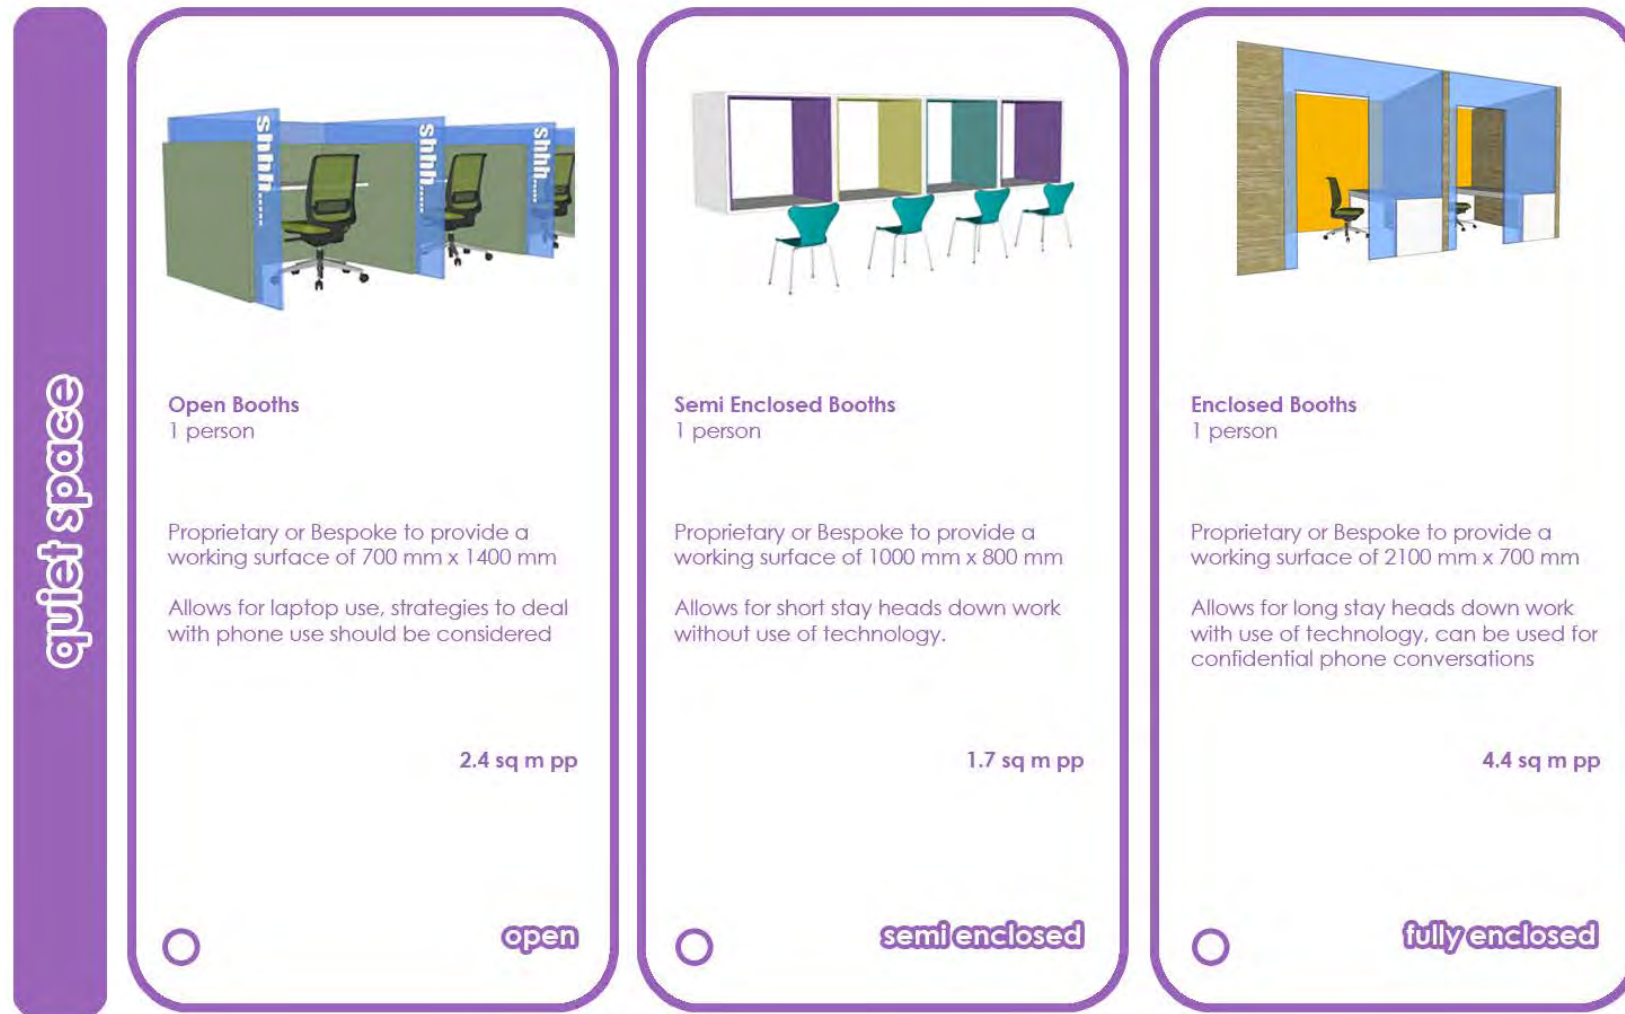 quiet space
shhh......
shhh......
shhh......
Open Booths
1 person
Proprietary or Bespoke to provide a
working surface of 700 mm x 1400 mm
Allows for laptop use, strategies to deal
with phone use should be considered
2.4 sq m pp
open
Semi Enclosed Booths
1 person
Proprietary or Bespoke to provide a
working surface of 1000 mm x 800 mm
Allows for short stay heads down work
without use of technology.
1.7 sq m pp
semi enclosed
Enclosed Booths
1 person
Proprietary or Bespoke to provide a
working surface of 2100 mm x 700 mm
Allows for long stay heads down work
with use of technology, can be used for
confidential phone conversations
4.4 sq m pp
fully enclosed